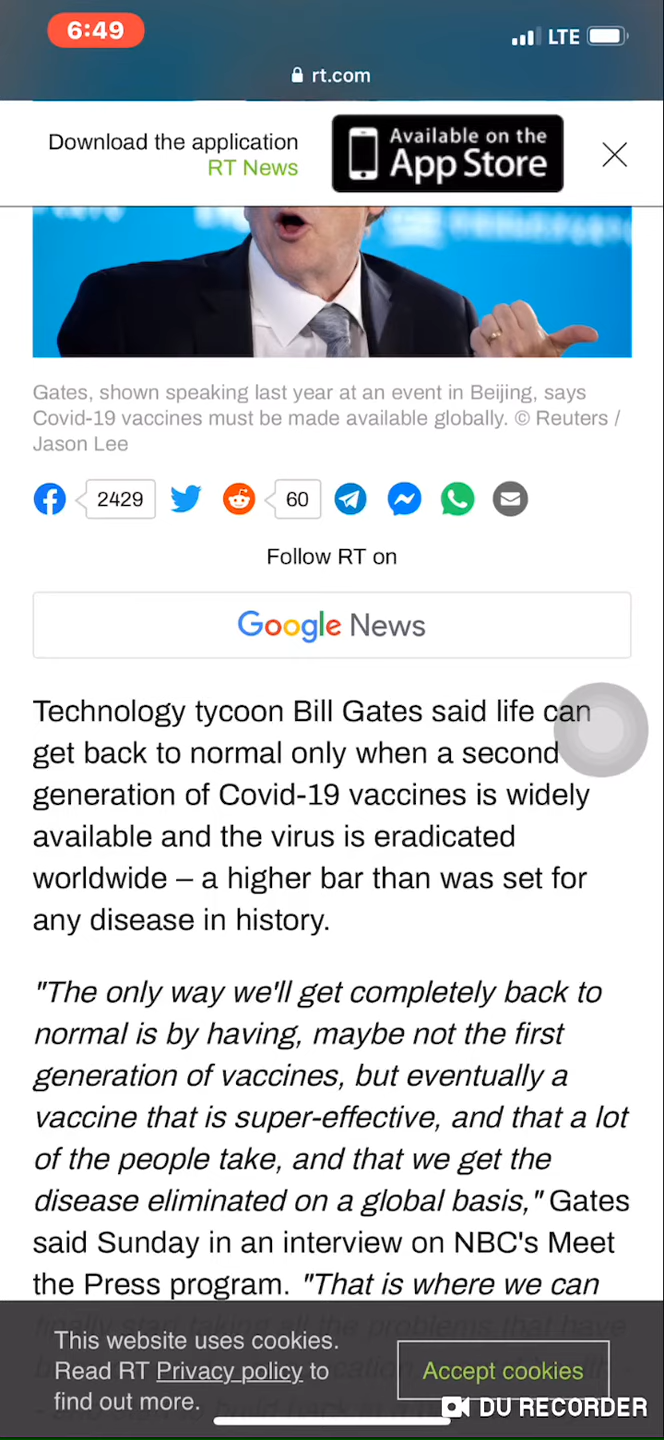 6:49
LTE
rt.com
Download the application
RT News
Available on the
App Store
Gates, shown speaking last year at an event in Beijing, says
Covid-19 vaccines must be made available globally. © Reuters /
Jason Lee
2429
60
Follow RT on
Google News
Technology tycoon Bill Gates said life can
get back to normal only when a second
generation of Covid-19 vaccines is widely
available and the virus is eradicated
worldwide – a higher bar than was set for
any disease in history.
"The only way we'll get completely back to
normal is by having, maybe not the first
generation of vaccines, but eventually a
vaccine that is super-effective, and that a lot
of the people take, and that we get the
disease eliminated on a global basis," Gates
said Sunday in an interview on NBC's Meet
the Press program. "That is where we can
finally start taking all the problems that have
This website uses cookies.
Read RT Privacy policy to
find out more.
Accept cookies
DU RECORDER